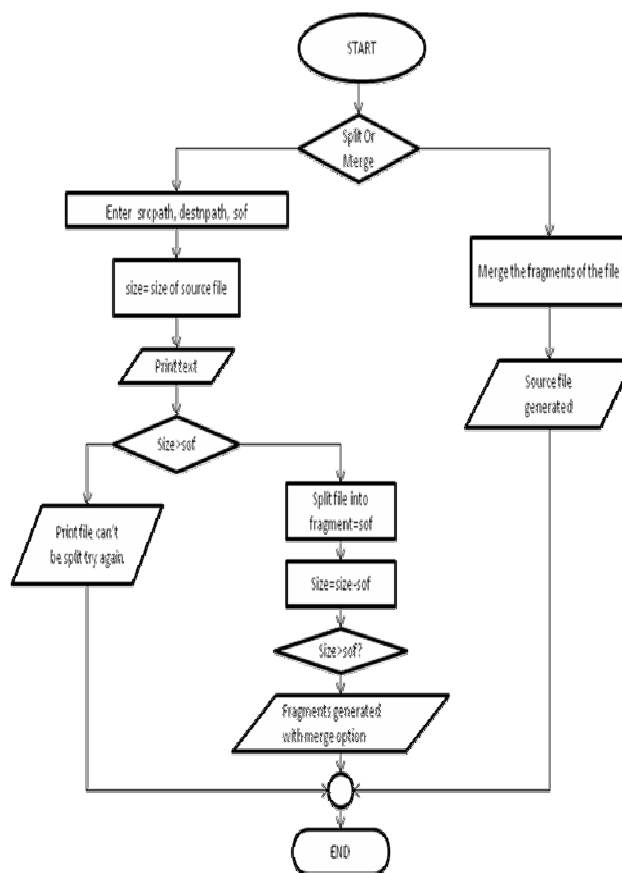 START
Split Or
Merge
Enter srcpath, destnpath, sof
size= size of source file
Print text
Size>sof
Print file can't
be split try again
Split file into
fragment=sof
Size=size-sof
Size>sof?
Fragments generated
with merge option
Merge the fragments of the file
Source file
generated
END